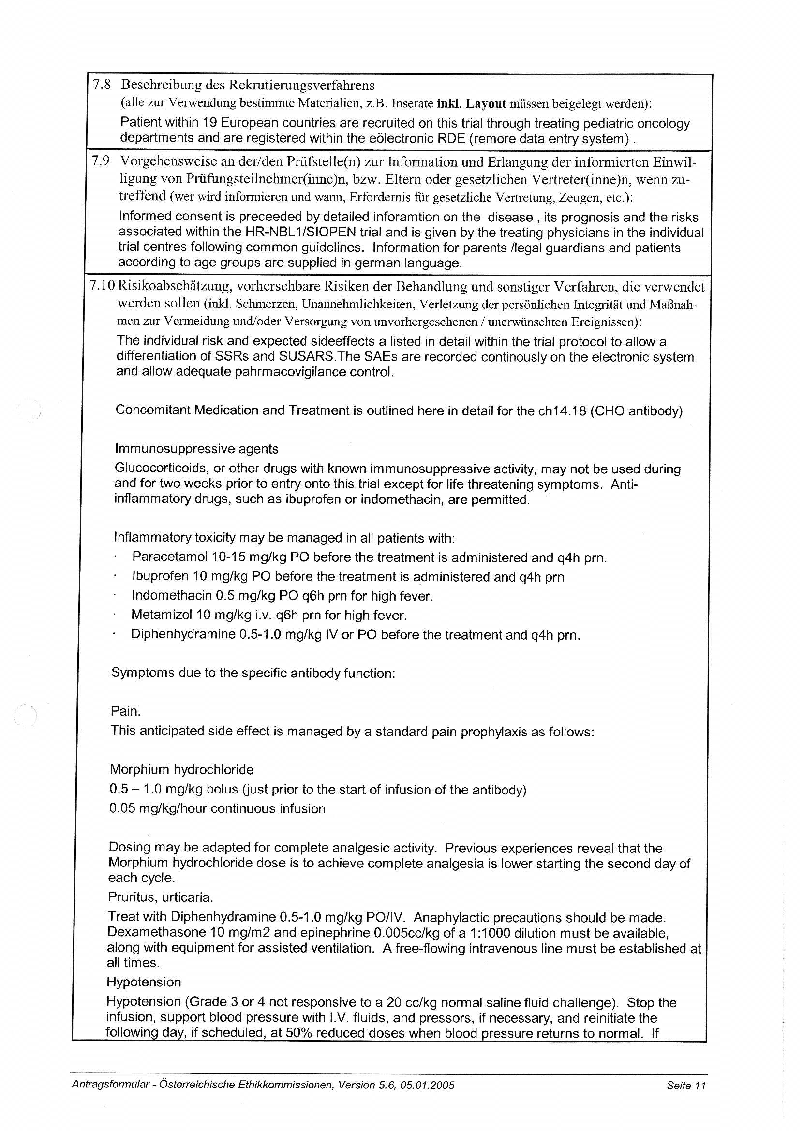 7.8 Beschreibung des Rekrutierungsverfahrens
(alle zur Verwendung bestimmte Materialien, z.B. Inserate inkl. Layout müssen beigelegt werden):
Patient within 19 European countries are recruited on this trial through treating pediatric oncology
departments and are registered within the eölectronic RDE (remore data entry system) .
7.9 Vorgehensweise an der/den Prüfstelle(n) zur Information und Erlangung der informierten Einwil-
ligung von Prüfungsteilnehmer(inne)n, bzw. Eltern oder gesetzlichen Vertreter(inne)n, wenn zu-
treffend (wer wird informieren und wann, Erfordernis für gesetzliche Vertretung, Zeugen, etc.):
Informed consent is preceeded by detailed inforamtion on the disease , its prognosis and the risks
associated within the HR-NBL1/SIOPEN trial and is given by the treating physicians in the individual
trial centres following common guidelines. Information for parents /legal guardians and patients
according to age groups are supplied in german language.
7.10 Risikoabschätzung, vorhersehbare Risiken der Behandlung und sonstiger Verfahren, die verwendet
werden sollen (inkl. Schmerzen, Unannehmlichkeiten, Verletzung der persönlichen Integrität und Maßnah-
men zur Vermeidung und/oder Versorgung von unvorhergesehenen / unerwünschten Ereignissen):
The individual risk and expected sideeffects a listed in detail within the trial protocol to allow a
differentiation of SSRs and SUSARS.The SAEs are recorded continously on the electronic system
and allow adequate pahrmacovigilance control.
Concomitant Medication and Treatment is outlined here in detail for the ch14.18 (CHO antibody)
Immunosuppressive agents
Glucocorticoids, or other drugs with known immunosuppressive activity, may not be used during
and for two weeks prior to entry onto this trial except for life threatening symptoms. Anti-
inflammatory drugs, such as ibuprofen or indomethacin, are permitted.
Inflammatory toxicity may be managed in all patients with:
· Paracetamol 10-15 mg/kg PO before the treatment is administered and q4h prn.
· Ibuprofen 10 mg/kg PO before the treatment is administered and q4h prn
· Indomethacin 0.5 mg/kg PO q6h prn for high fever.
· Metamizol 10 mg/kg i.v. q6h prn for high fever.
· Diphenhydramine 0.5-1.0 mg/kg IV or PO before the treatment and q4h prn.
Symptoms due to the specific antibody function:
Pain.
This anticipated side effect is managed by a standard pain prophylaxis as follows:
Morphium hydrochloride
0.5 – 1.0 mg/kg bolus (just prior to the start of infusion of the antibody)
0.05 mg/kg/hour continuous infusion
Dosing may be adapted for complete analgesic activity. Previous experiences reveal that the
Morphium hydrochloride dose is to achieve complete analgesia is lower starting the second day of
each cycle.
Pruritus, urticaria.
Treat with Diphenhydramine 0.5-1.0 mg/kg PO/IV. Anaphylactic precautions should be made.
Dexamethasone 10 mg/m2 and epinephrine 0.005cc/kg of a 1:1000 dilution must be available,
along with equipment for assisted ventilation. A free-flowing intravenous line must be established at
all times.
Hypotension
Hypotension (Grade 3 or 4 not responsive to a 20 cc/kg normal saline fluid challenge). Stop the
infusion, support blood pressure with I.V. fluids, and pressors, if necessary, and reinitiate the
following day, if scheduled, at 50% reduced doses when blood pressure returns to normal. If
Antragsformular - Österreichische Ethikkommissionen, Version 5.6, 05.01.2005 Seite 11